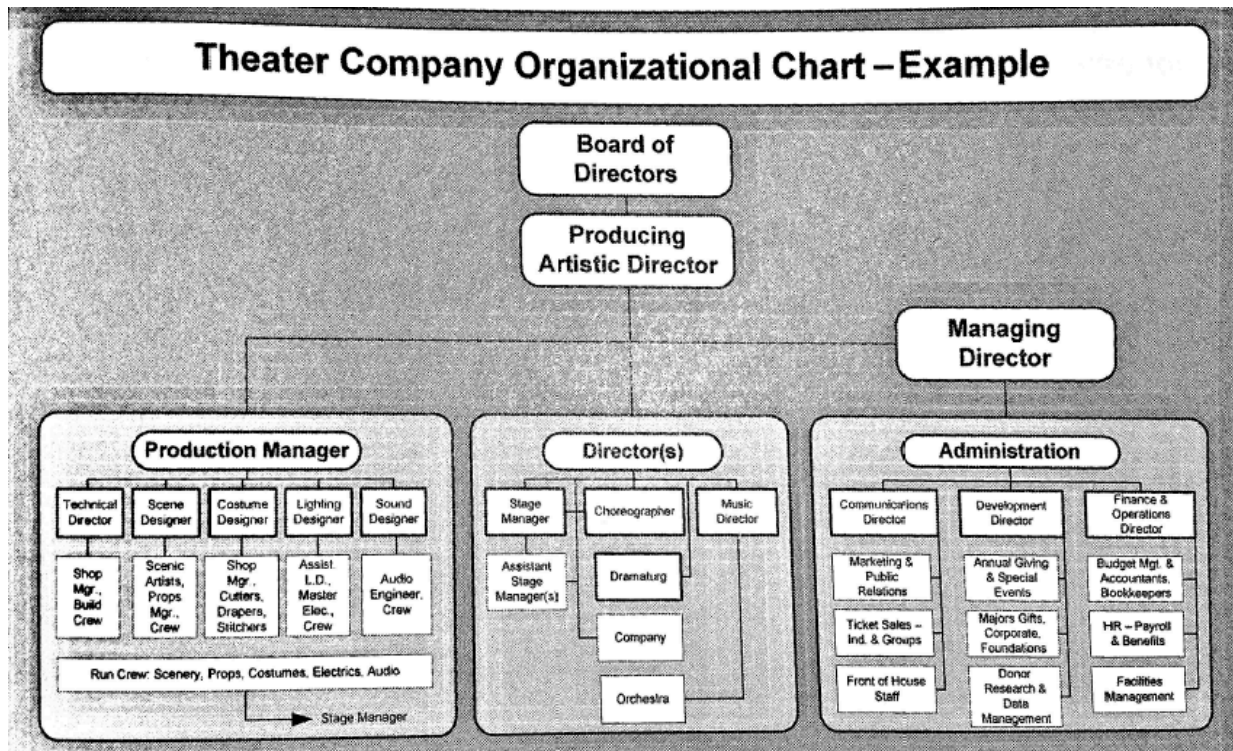 Theater Company Organizational Chart – Example
Board of
Directors
Producing
Artistic Director
Managing
Director
Production Manager
Technical
Director
Scene
Designer
Costume
Designer
Lighting
Designer
Sound
Designer
Shop
Mgr.,
Build
Crew
Scenic
Artists,
Props
Mgr.,
Crew
Shop
Mgr.,
Cutters,
Drapers,
Stitchers
Assist.
L.D.,
Master
Elec.,
Crew
Audio
Engineer,
Crew
Run Crew: Scenery, Props, Costumes, Electrics, Audio
Stage Manager
Director(s)
Stage
Manager
Choreographer
Music
Director
Assistant
Stage
Manager(s)
Dramaturg
Company
Orchestra
Administration
Communications
Director
Development
Director
Finance &
Operations
Director
Marketing &
Public
Relations
Annual Giving
& Special
Events
Budget Mgt. &
Accountants,
Bookkeepers
Ticket Sales –
Ind. & Groups
Majors Gifts,
Corporate,
Foundations
HR – Payroll
& Benefits
Front of House
Staff
Donor
Research &
Data
Management
Facilities
Management